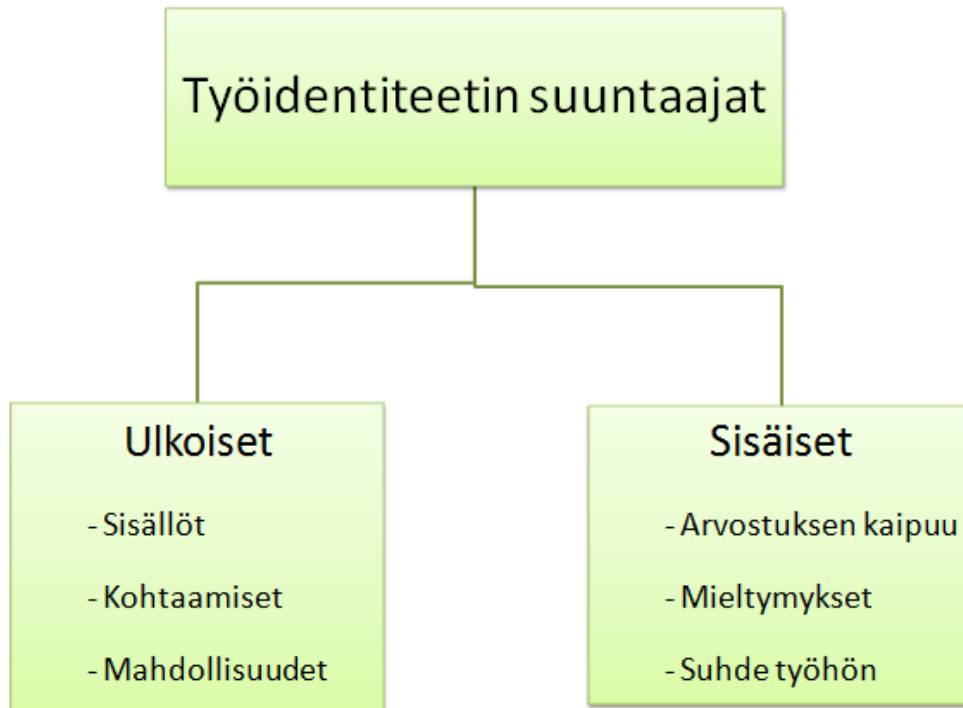 Työidentiteetin suuntaajat
Ulkoiset
- Sisällöt
- Kohtaamiset
- Mahdollisuudet
Sisäiset
- Arvostuksen kaipuu
- Mieltymykset
- Suhde työhön